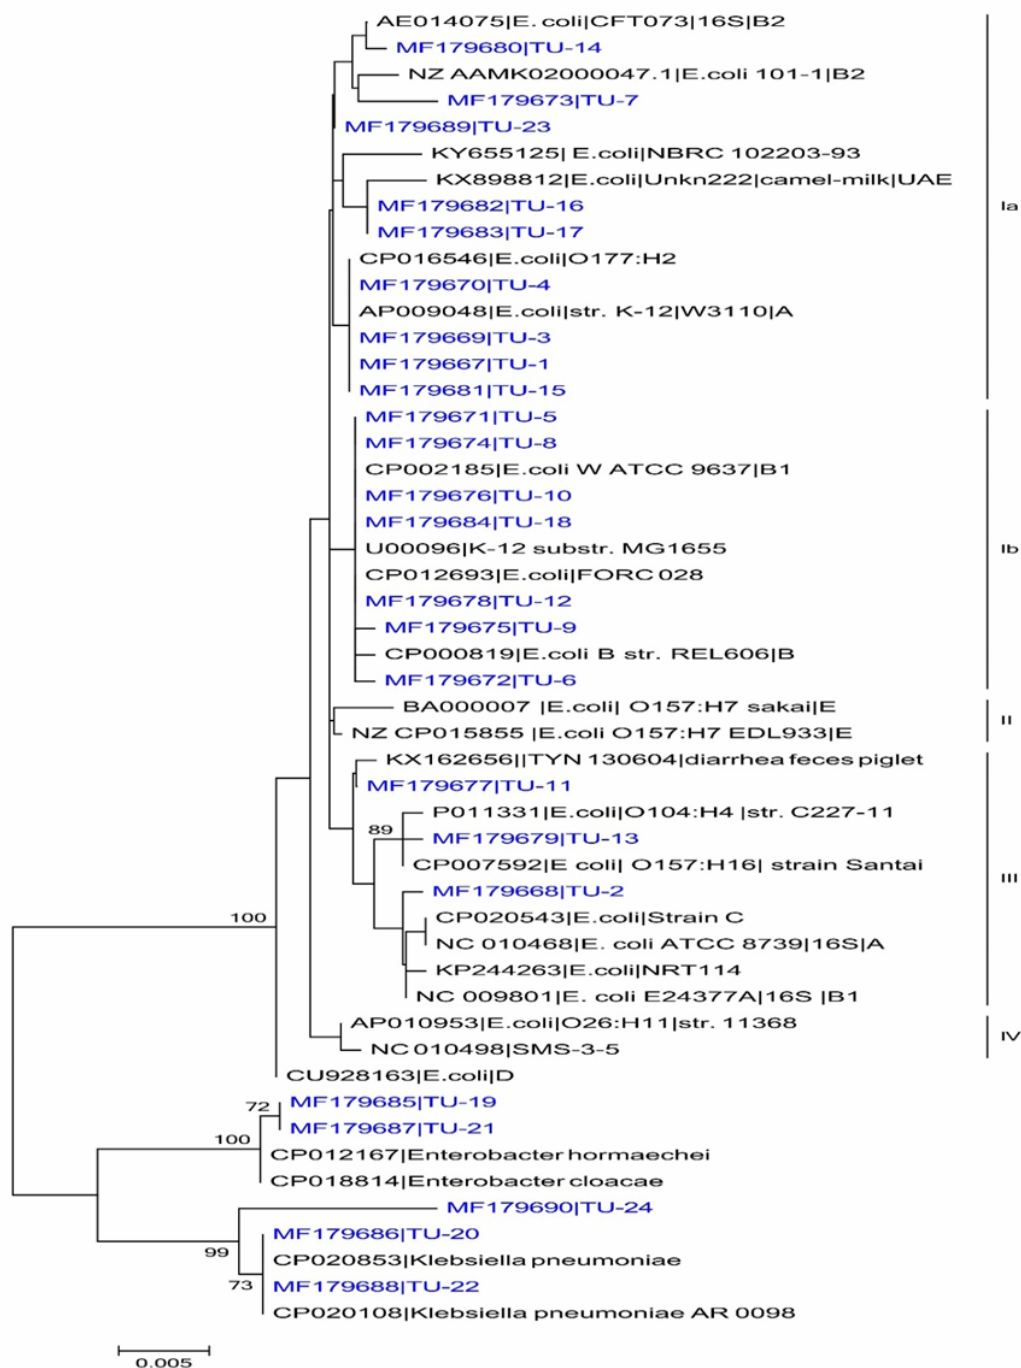 AE014075|E. coli|CFT073|16S|B2
MF179680|TU-14
NZ AAMK02000047.1|E.coli 101-1|B2
MF179673|TU-7
MF179689|TU-23
KY655125| E.coli|NBRC 102203-93
KX898812|E.coli|Unkn222|camel-milk|UAE
MF179682|TU-16
Ia
MF179683|TU-17
CP016546|E.coli|O177:H2
MF179670|TU-4
AP009048|E.coli|str. K-12|W3110|A
MF179669|TU-3
MF179667|TU-1
MF179681|TU-15
MF179671|TU-5
MF179674|TU-8
CP002185|E.coli W ATCC 9637|B1
MF179676|TU-10
MF179684|TU-18
U00096|K-12 substr. MG1655
Ib
CP012693|E.coli|FORC 028
MF179678|TU-12
MF179675|TU-9
CP000819|E.coli B str. REL606|B
MF179672|TU-6
BA000007 |E.coli| O157:H7 sakai|E
II
NZ CP015855 |E.coli O157:H7 EDL933|E
KX162656||TYN 130604|diarrhea feces piglet
MF179677|TU-11
P011331|E.coli|O104:H4 |str. C227-11
89
MF179679|TU-13
CP007592|E coli| O157:H16| strain Santai
III
MF179668|TU-2
100
CP020543|E.coli|Strain C
NC 010468|E. coli ATCC 8739|16S|A
KP244263|E.coli|NRT114
NC 009801|E. coli E24377A|16S |B1
AP010953|E.coli|O26:H11|str. 11368
IV
NC 010498|SMS-3-5
CU928163|E.coli|D
72
MF179685|TU-19
MF179687|TU-21
100
CP012167|Enterobacter hormaechei
CP018814|Enterobacter cloacae
MF179690|TU-24
MF179686|TU-20
99
CP020853|Klebsiella pneumoniae
73
MF179688|TU-22
CP020108|Klebsiella pneumoniae AR 0098
0.005